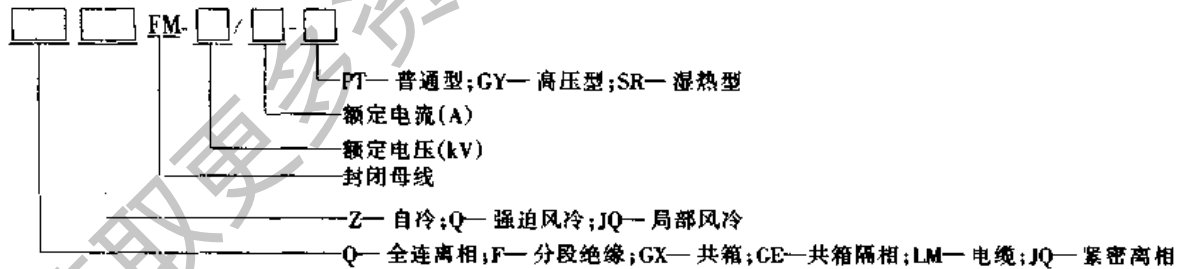 FM- / -
PT— 普通型;GY— 高压型;SR— 湿热型
额定电流(A)
额定电压(kV)
封闭母线
Z— 自冷;Q— 强迫风冷;JQ— 局部风冷
Q— 全连离相;F— 分段绝缘;GX— 共箱;GE— 共箱隔相;LM— 电缆;JQ— 紧密离相